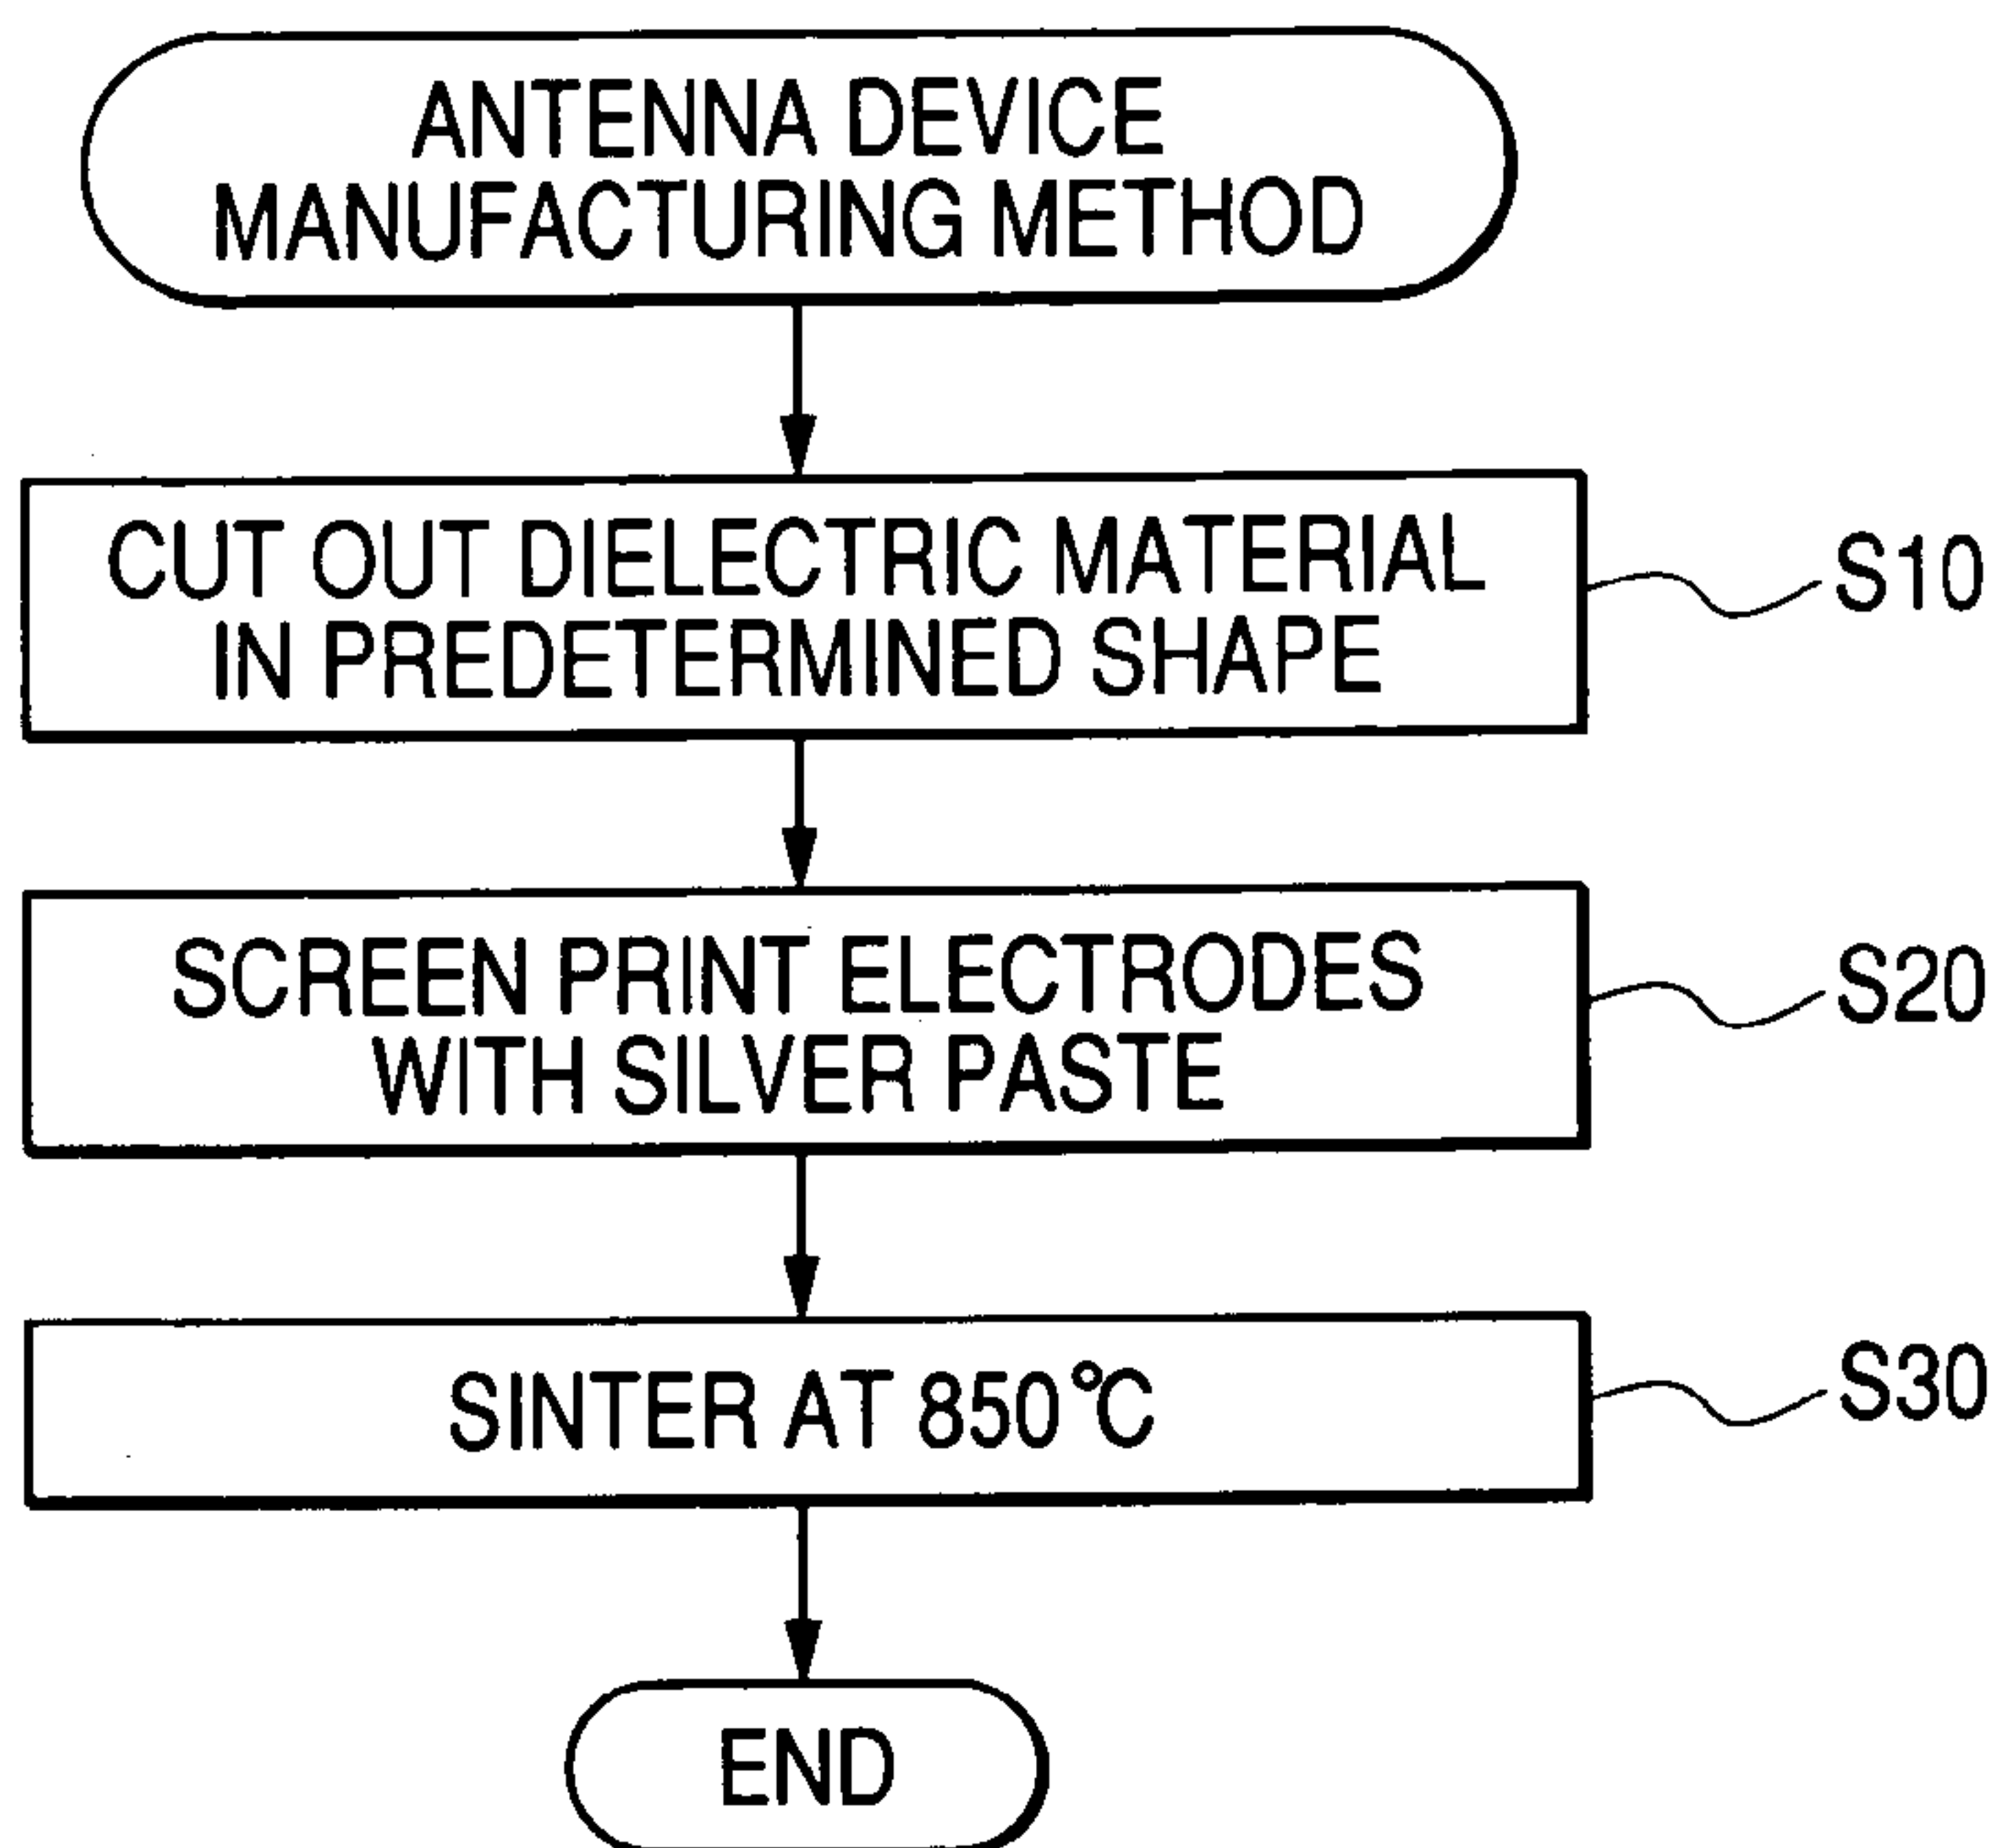 ANTENNA DEVICE
MANUFACTURING METHOD
CUT OUT DIELECTRIC MATERIAL
IN PREDETERMINED SHAPE
S10
SCREEN PRINT ELECTRODES
WITH SILVER PASTE
S20
SINTER AT 850°C
S30
END